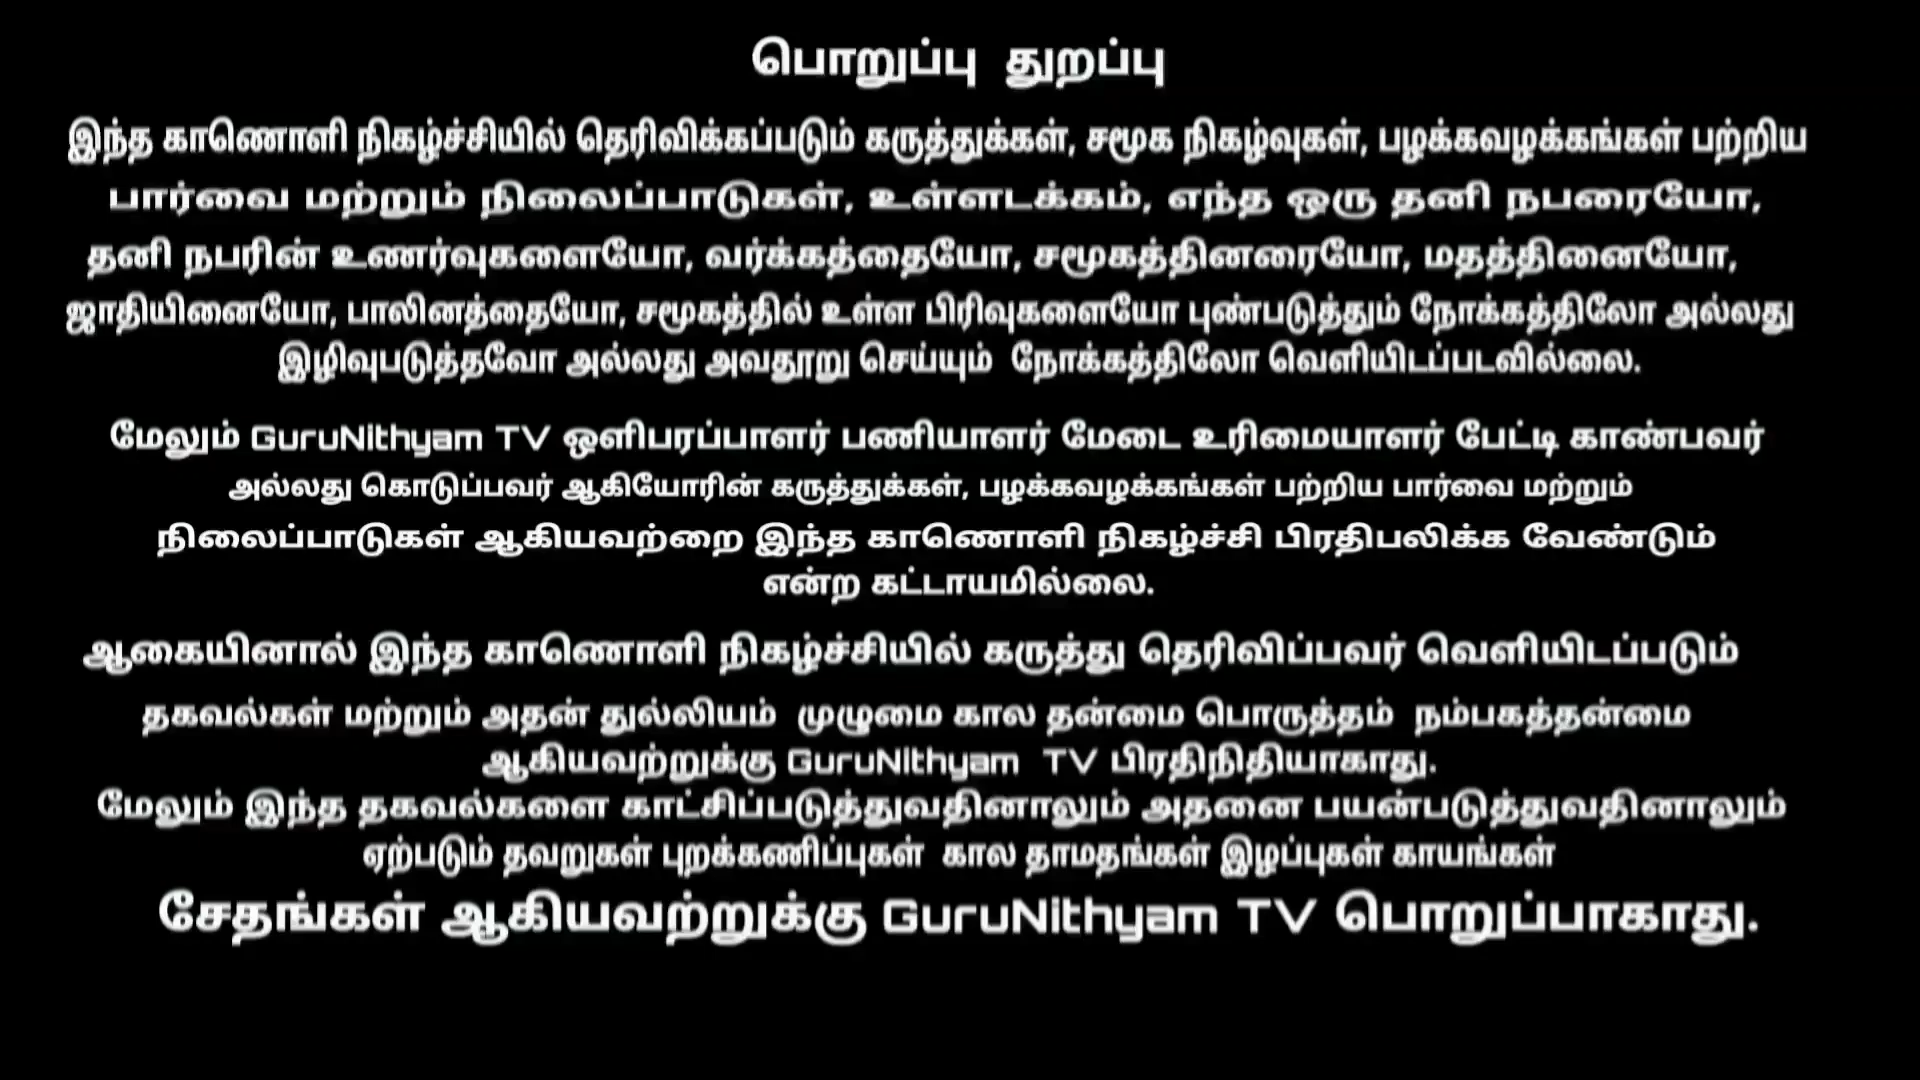 பொறுப்பு துறப்பு
இந்த காணொளி நிகழ்ச்சியில் தெரிவிக்கப்படும் கருத்துக்கள், சமூக நிகழ்வுகள், பழக்கவழக்கங்கள் பற்றிய
பார்வை மற்றும் நிலைப்பாடுகள், உள்ளடக்கம், எந்த ஒரு தனி நபரையோ,
தனி நபரின் உணர்வுகளையோ, வர்க்கத்தையோ, சமூகத்தினரையோ, மதத்தினையோ,
ஜாதியினையோ, பாலினத்தையோ, சமூகத்தில் உள்ள பிரிவுகளையோ புண்படுத்தும் நோக்கத்திலோ அல்லது
இழிவுபடுத்தவோ அல்லது அவதூறு செய்யும் நோக்கத்திலோ வெளியிடப்படவில்லை.
மேலும் GuruNithyam TV ஒளிபரப்பாளர் பணியாளர் மேடை உரிமையாளர் பேட்டி காண்பவர்
அல்லது கொடுப்பவர் ஆகியோரின் கருத்துக்கள், பழக்கவழக்கங்கள் பற்றிய பார்வை மற்றும்
நிலைப்பாடுகள் ஆகியவற்றை இந்த காணொளி நிகழ்ச்சி பிரதிபலிக்க வேண்டும்
என்ற கட்டாயமில்லை.
ஆகையினால் இந்த காணொளி நிகழ்ச்சியில் கருத்து தெரிவிப்பவர் வெளியிடப்படும்
தகவல்கள் மற்றும் அதன் துல்லியம் முழுமை கால தன்மை பொருத்தம் நம்பகத்தன்மை
ஆகியவற்றுக்கு GuruNithyam TV பிரதிநிதியாகாது.
மேலும் இந்த தகவல்களை காட்சிப்படுத்துவதினாலும் அதனை பயன்படுத்துவதினாலும்
ஏற்படும் தவறுகள் புறக்கணிப்புகள் கால தாமதங்கள் இழப்புகள் காயங்கள்
சேதங்கள் ஆகியவற்றுக்கு GuruNithyam TV பொறுப்பாகாது.